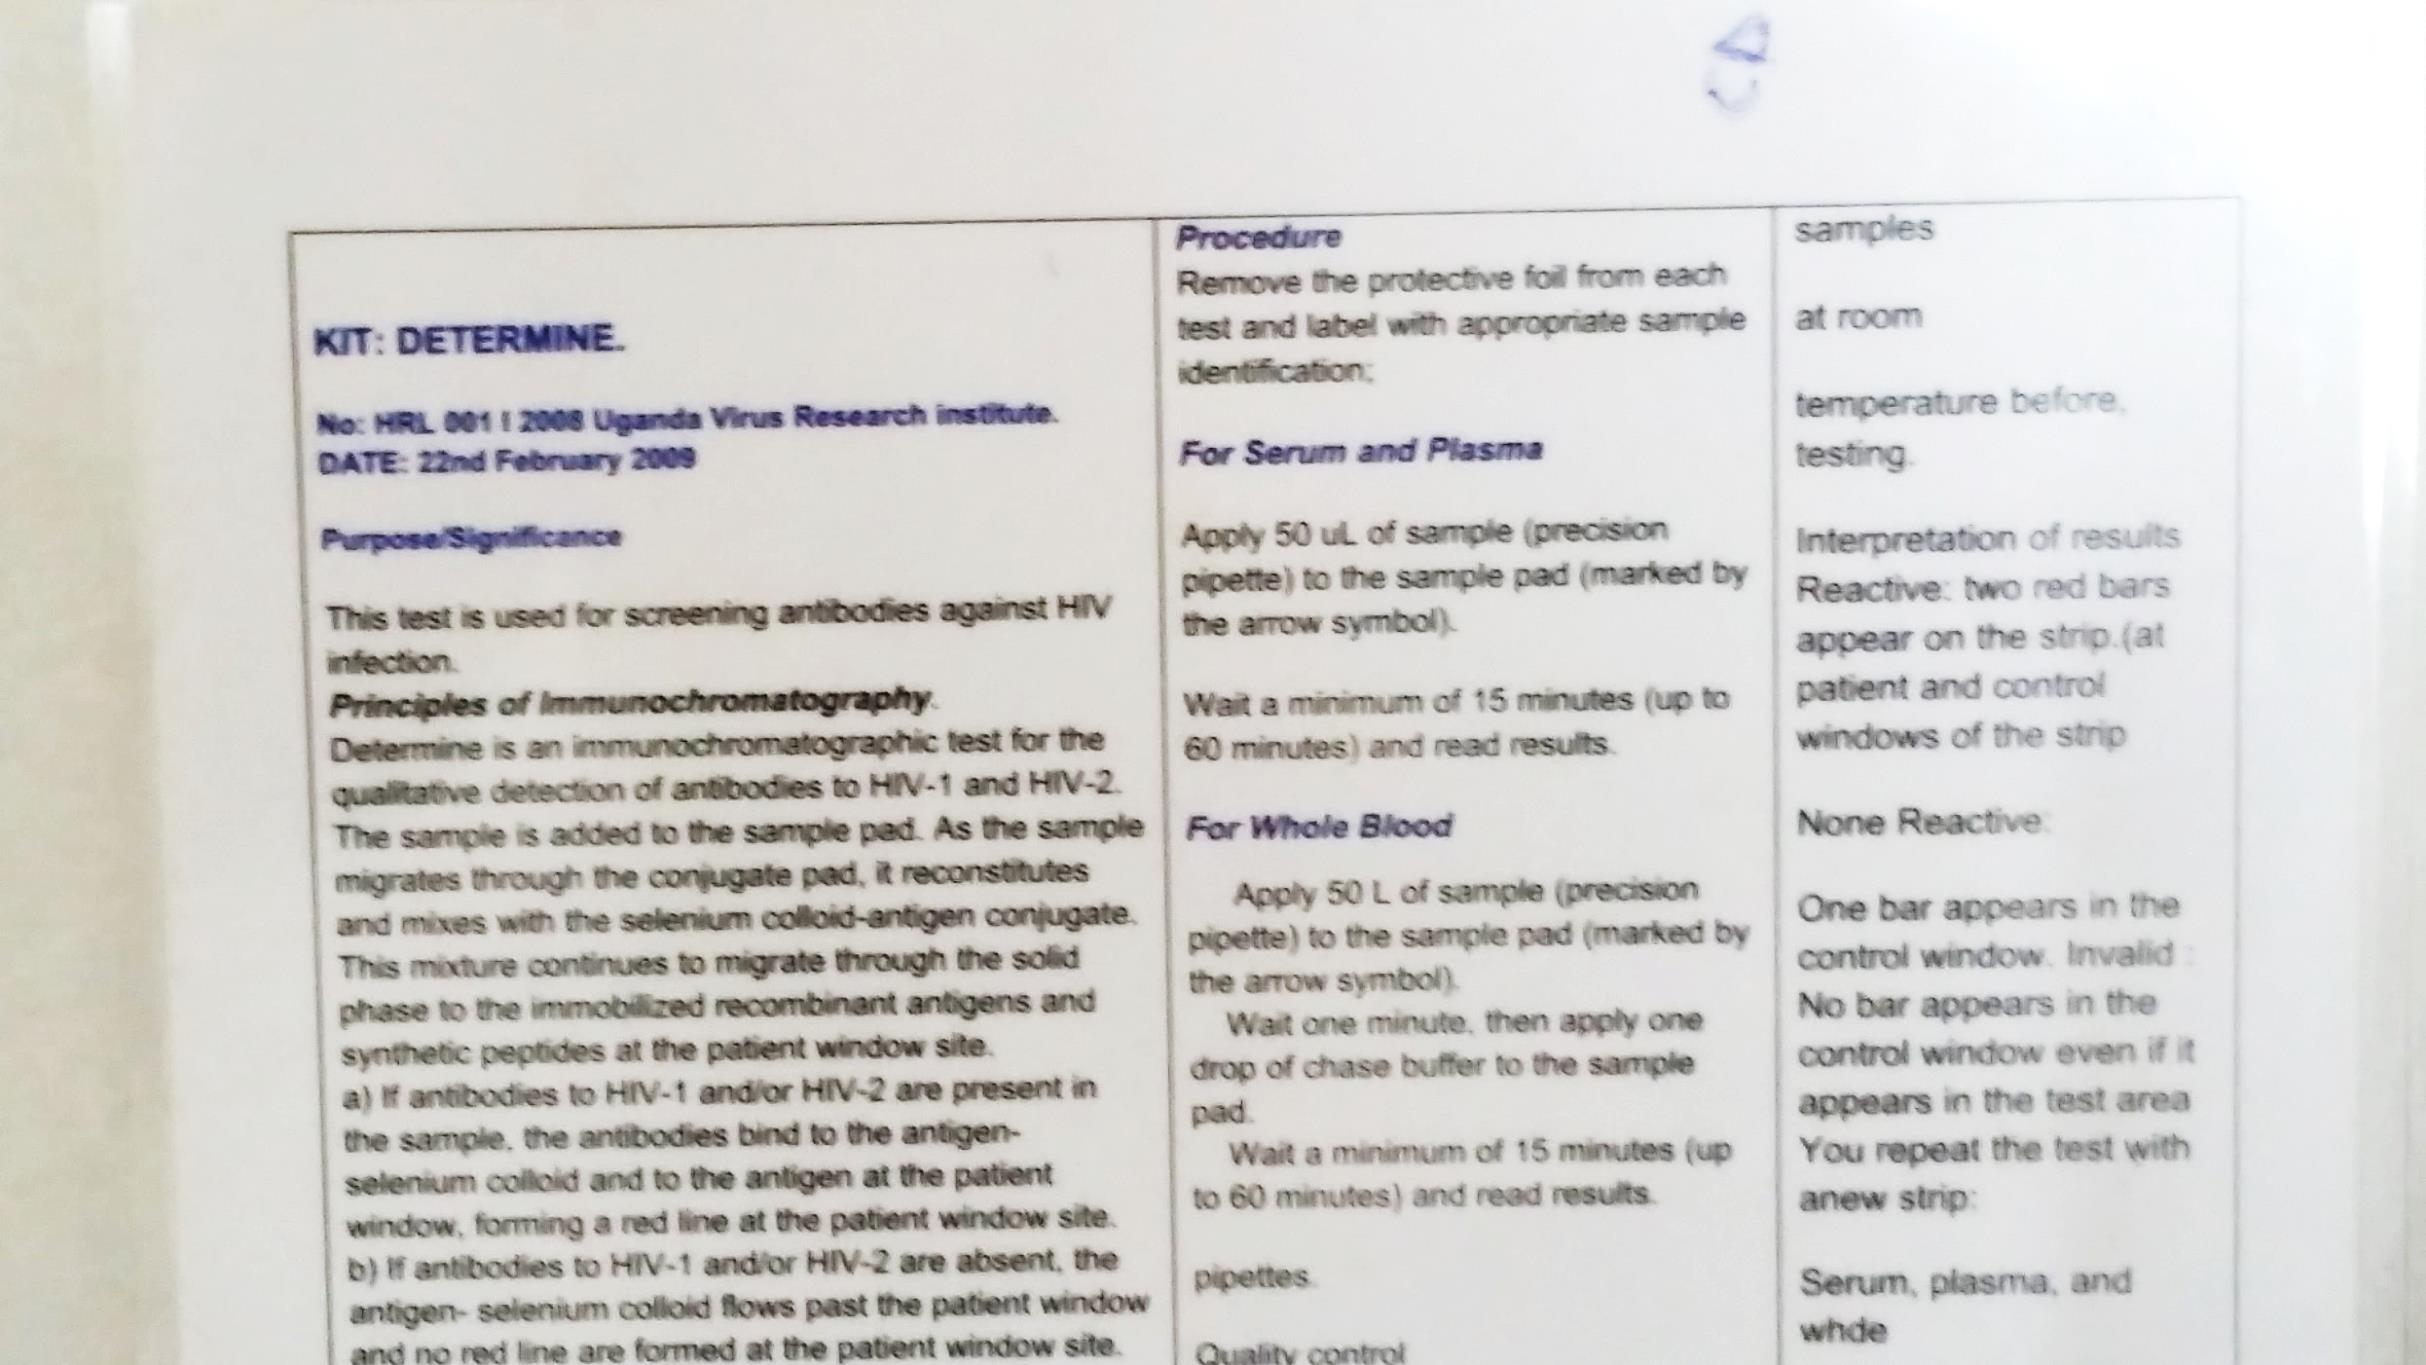 KIT: DETERMINE.
No: HRL 001 I 2008 Uganda Virus Research institute.
DATE: 22nd February 2009
Purpose/Significance
This test is used for screening antibodies against HIV
infection.
Principles of Immunochromatography.
Determine is an immunochromatographic test for the
qualitative detection of antibodies to HIV-1 and HIV-2.
The sample is added to the sample pad. As the sample
migrates through the conjugate pad, it reconstitutes
and mixes with the selenium colloid-antigen conjugate.
This mixture continues to migrate through the solid
phase to the immobilized recombinant antigens and
synthetic peptides at the patient window site.
a) If antibodies to HIV-1 and/or HIV-2 are present in
the sample, the antibodies bind to the antigen-
selenium colloid and to the antigen at the patient
window, forming a red line at the patient window site.
b) If antibodies to HIV-1 and/or HIV-2 are absent, the
antigen- selenium colloid flows past the patient window
and no red line are formed at the patient window site.
Procedure
Remove the protective foil from each
test and label with appropriate sample
identification;
For Serum and Plasma
Apply 50 uL of sample (precision
pipette) to the sample pad (marked by
the arrow symbol).
Wait a minimum of 15 minutes (up to
60 minutes) and read results.
For Whole Blood
Apply 50 L of sample (precision
pipette) to the sample pad (marked by
the arrow symbol).
Wait one minute, then apply one
drop of chase buffer to the sample
pad.
Wait a minimum of 15 minutes (up
to 60 minutes) and read results.
pipettes.
Quality control
samples
at room
temperature before,
testing.
Interpretation of results
Reactive: two red bars
appear on the strip.(at
patient and control
windows of the strip
None Reactive:
One bar appears in the
control window. Invalid :
No bar appears in the
control window even if it
appears in the test area
You repeat the test with
anew strip:
Serum, plasma, and
whde